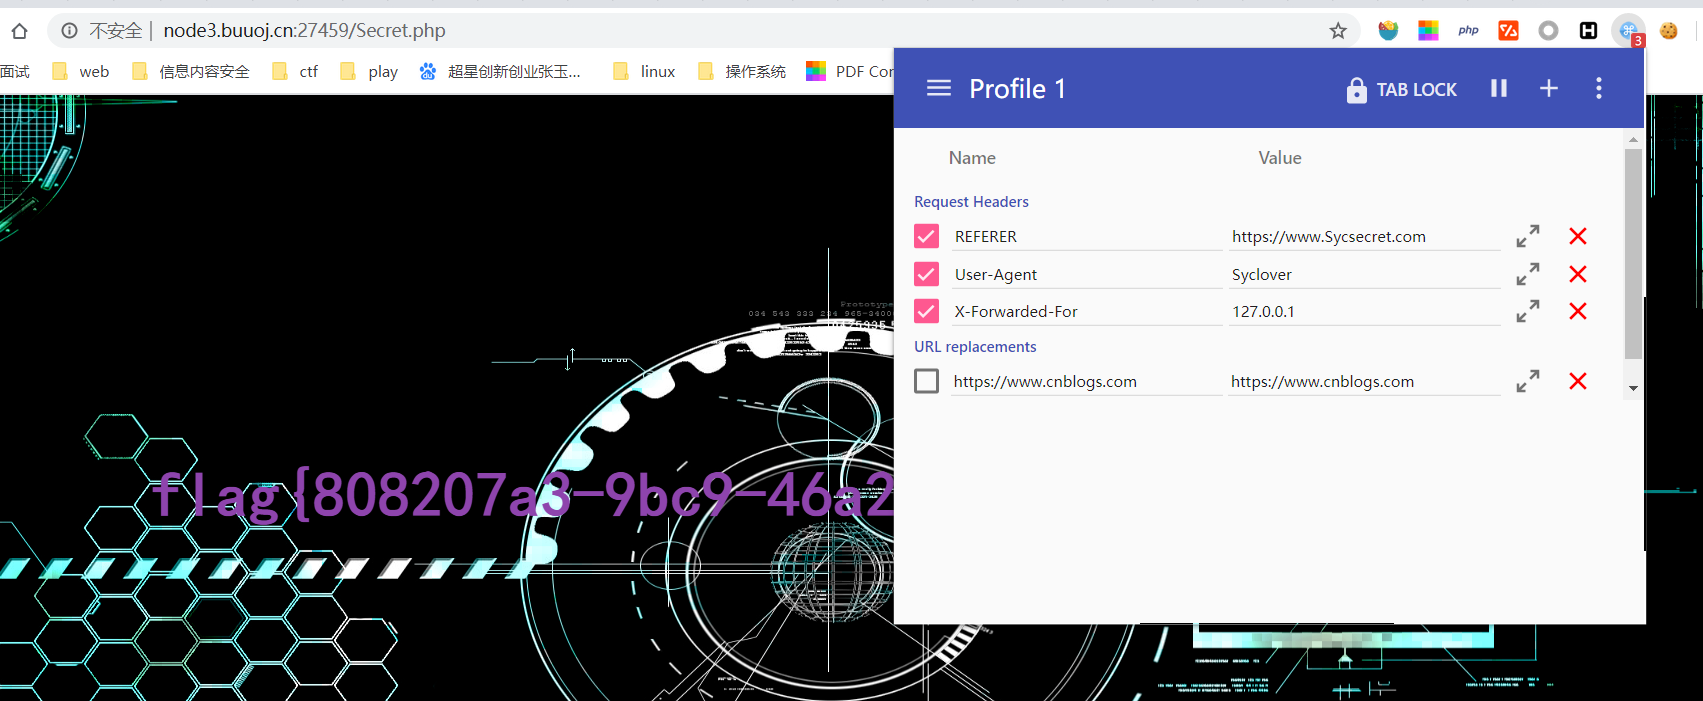 不安全 | node3.buuoj.cn:27459/Secret.php
php
3
面试 web 信息内容安全 ctf play 超星创新创业张玉... linux 操作系统 PDF Cor
Profile 1
TAB LOCK
Name Value
Request Headers
REFERER https://www.Sycsecret.com
User-Agent Syclover
X-Forwarded-For 127.0.0.1
URL replacements
https://www.cnblogs.com https://www.cnblogs.com
Prototype
flag{808207a3-9bc9-46a2